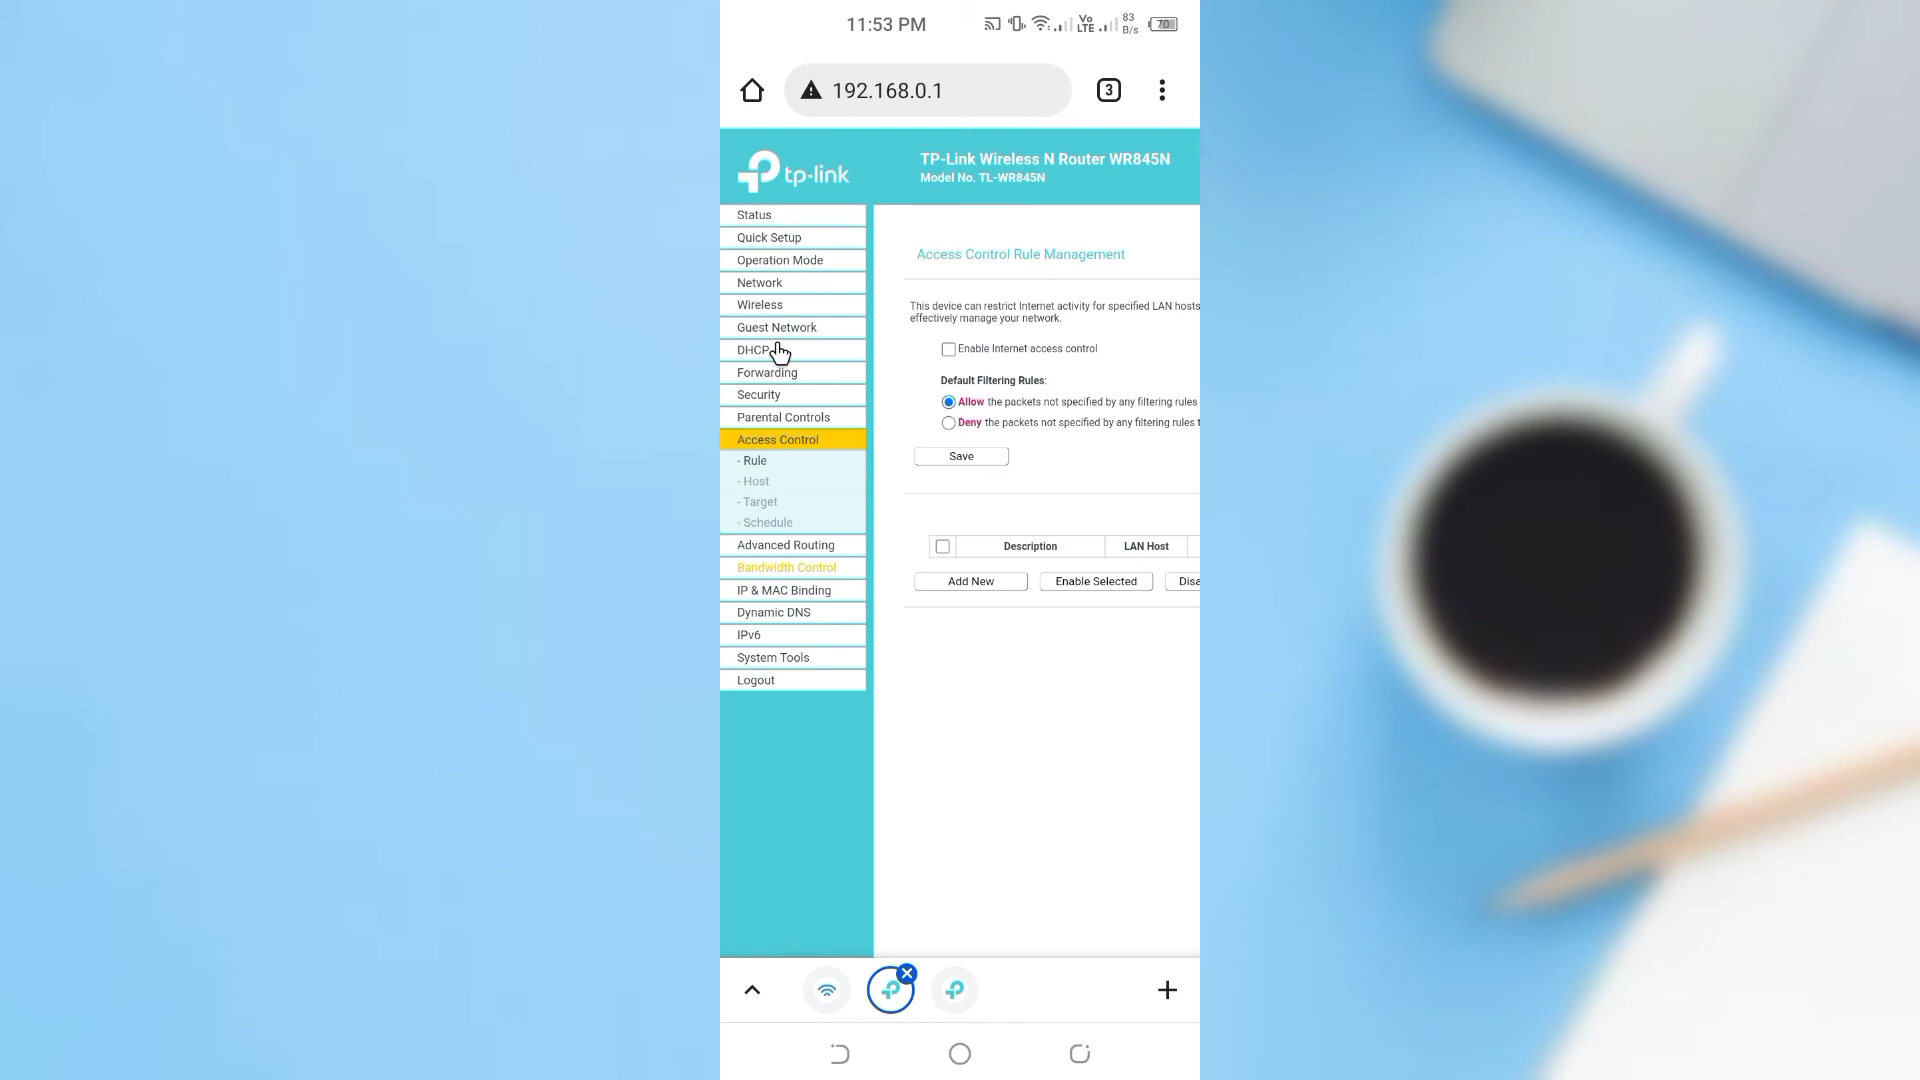 11:53 PM
Vo
LTE
83
B/s
70
192.168.0.1
3
tp-link
TP-Link Wireless N Router WR845N
Model No. TL-WR845N
Status
Quick Setup
Operation Mode
Network
Wireless
Guest Network
DHCP
Forwarding
Security
Parental Controls
Access Control
- Rule
- Host
- Target
- Schedule
Advanced Routing
Bandwidth Control
IP & MAC Binding
Dynamic DNS
IPv6
System Tools
Logout
Access Control Rule Management
This device can restrict Internet activity for specified LAN hosts
effectively manage your network.
Enable Internet access control
Default Filtering Rules:
Allow the packets not specified by any filtering rules
Deny the packets not specified by any filtering rules t
Save
Description LAN Host
Add New Enable Selected Disa